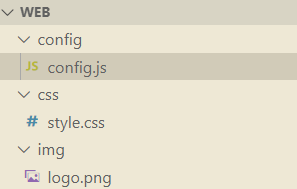 WEB
config
JS config.js
css
# style.css
img
logo.png